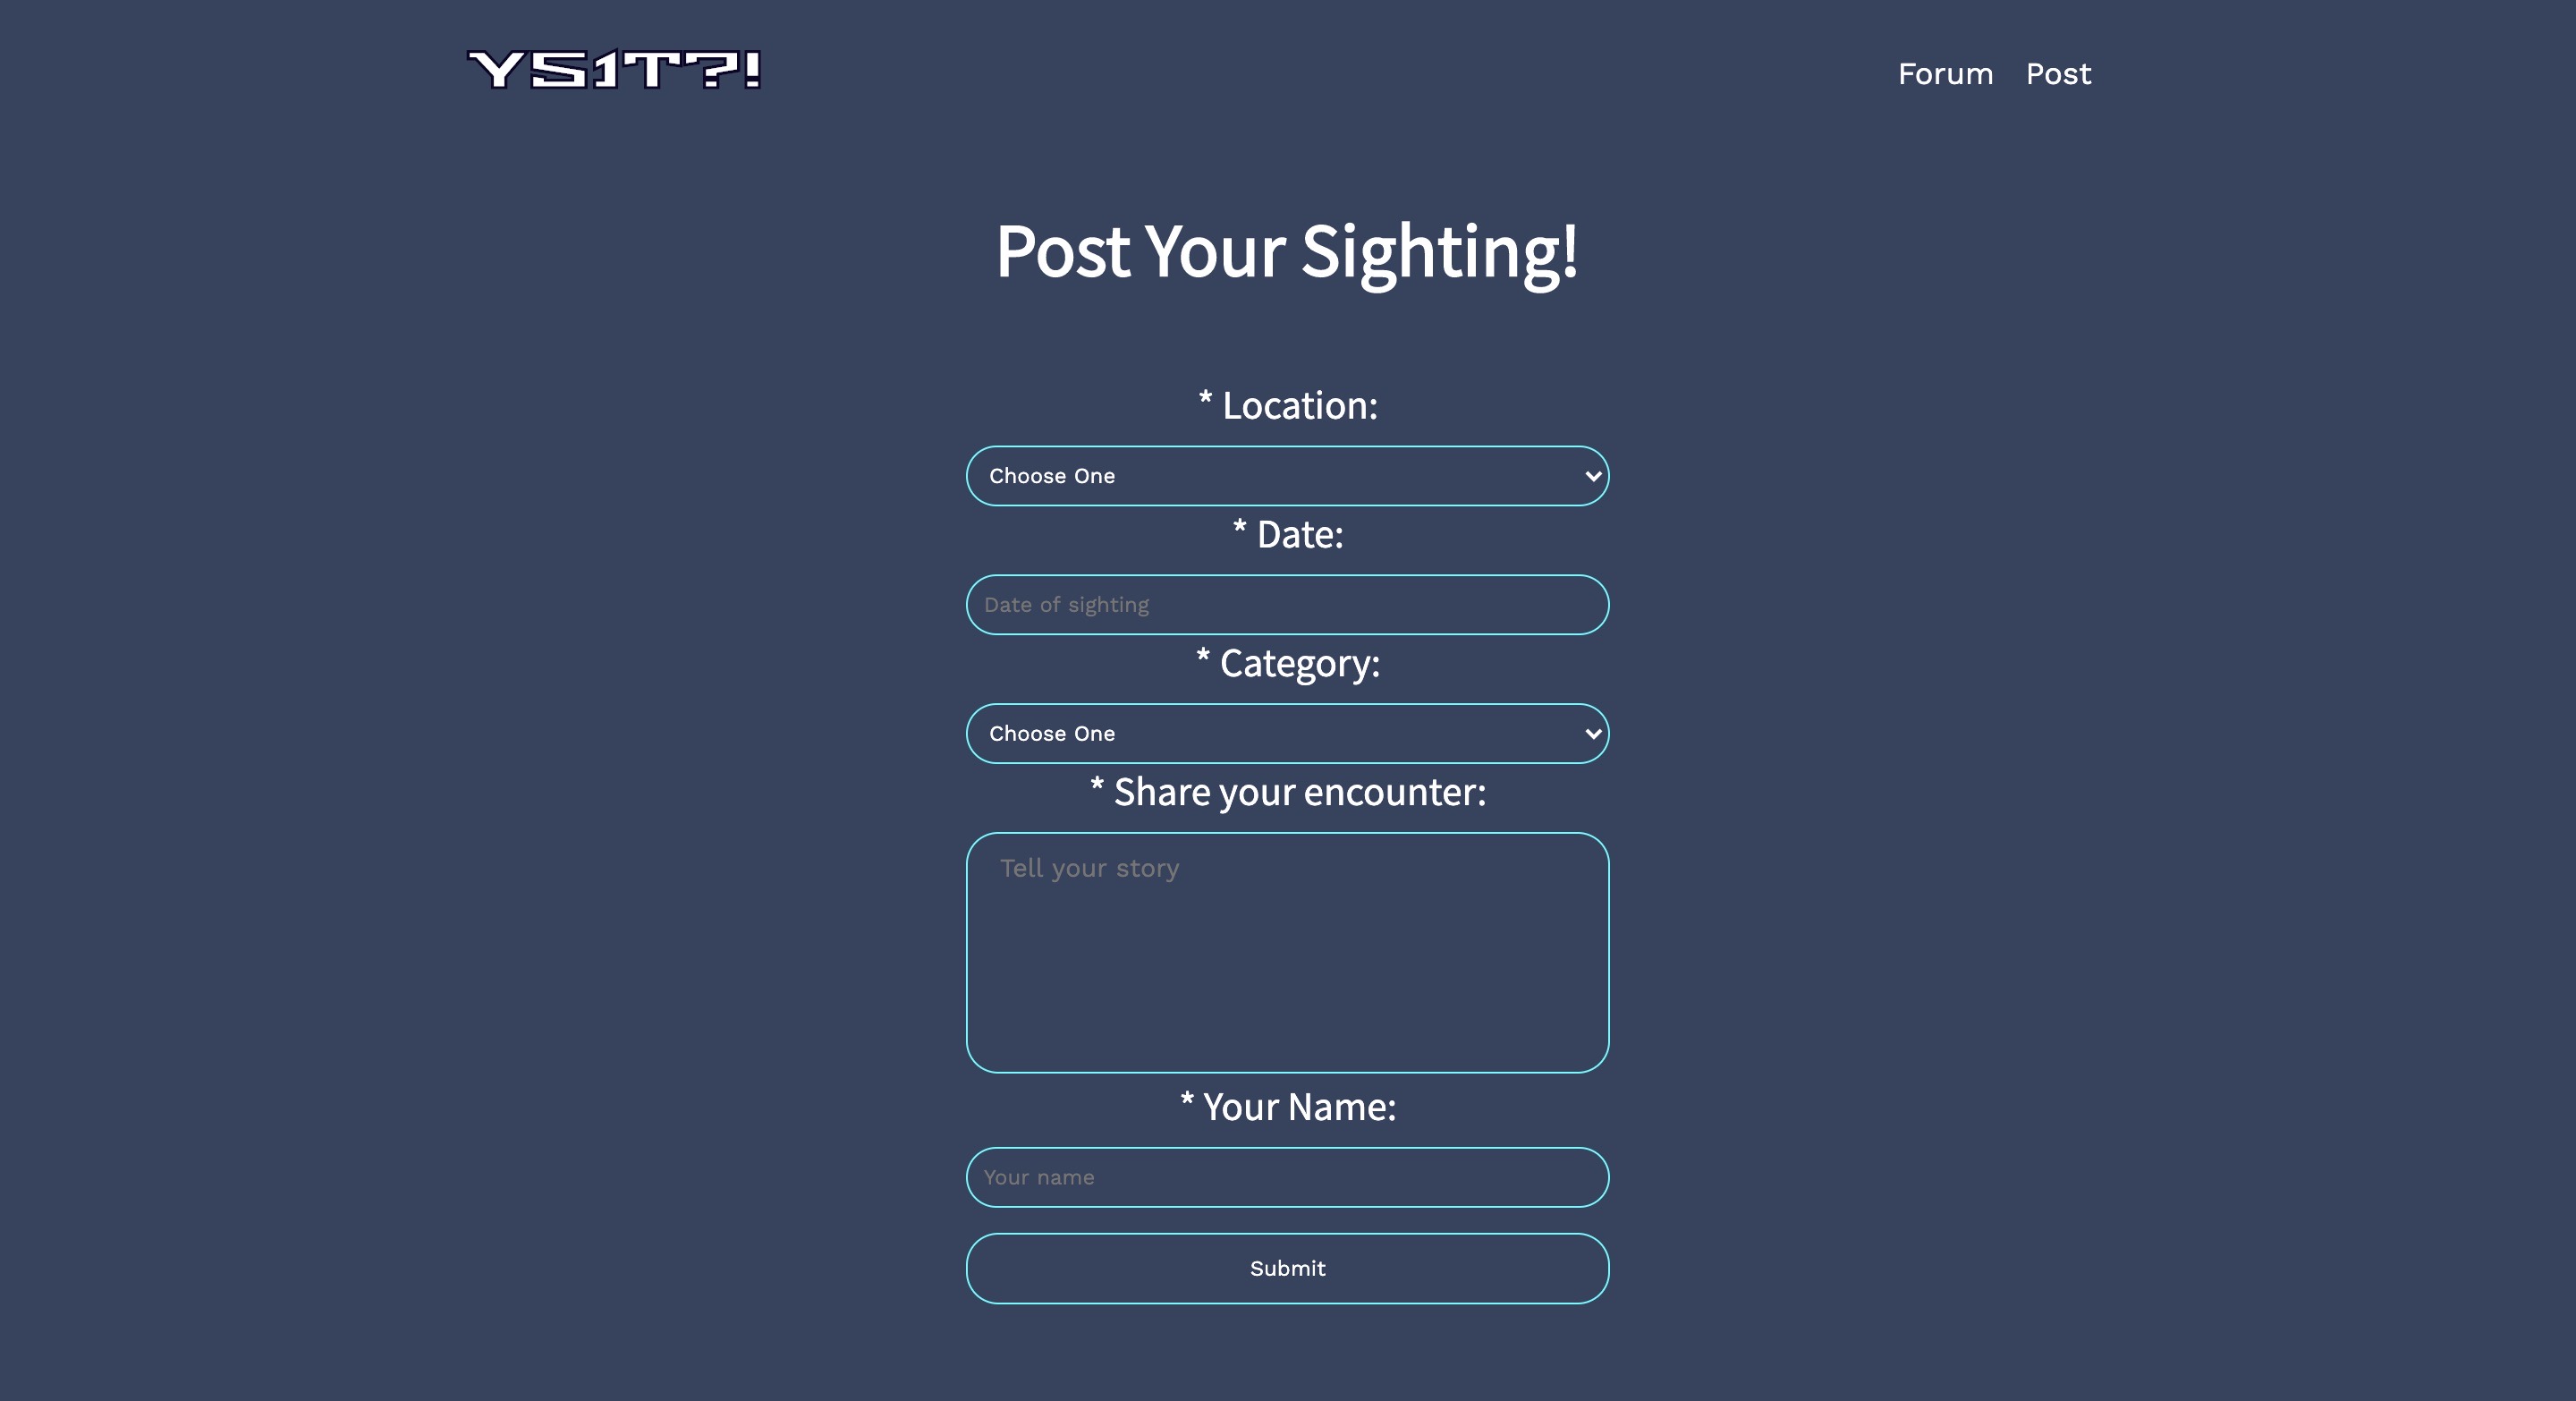 YS1T?!
Forum Post
Post Your Sighting!
* Location:
Choose One
* Date:
Date of sighting
* Category:
Choose One
* Share your encounter:
Tell your story
* Your Name:
Your name
Submit